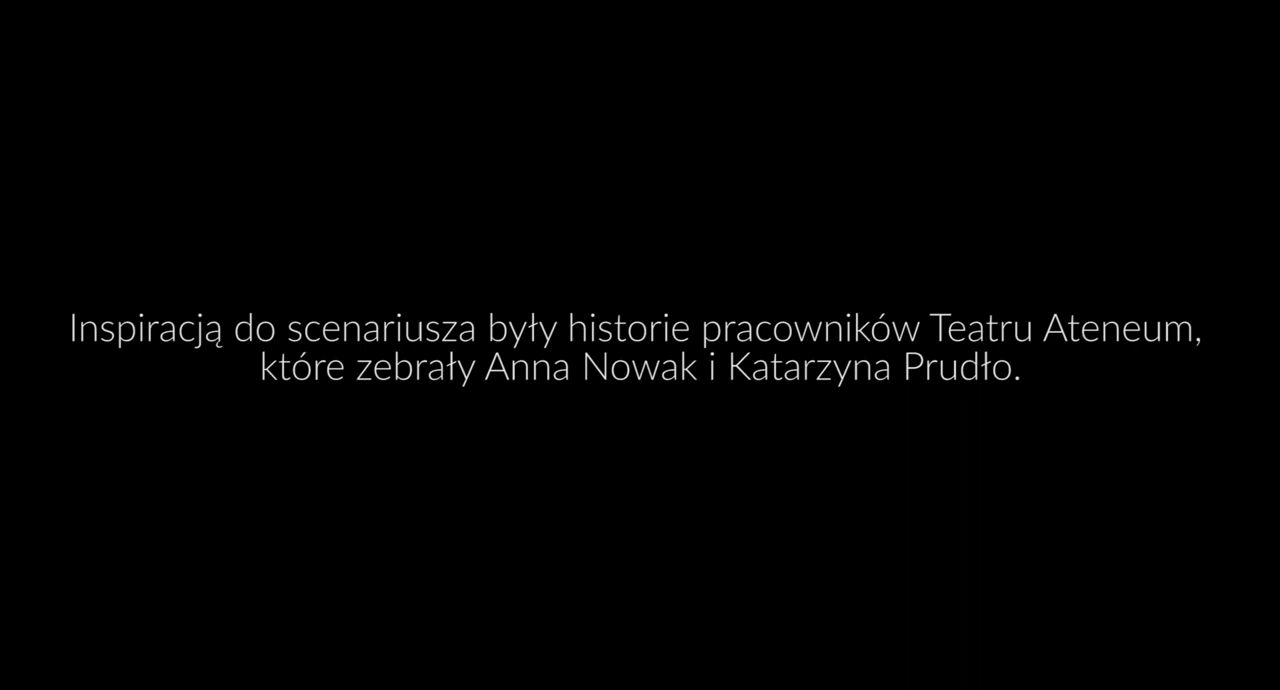 Inspiracją do scenariusza były historie pracowników Teatru Ateneum,
które zebrały Anna Nowak i Katarzyna Prudło.